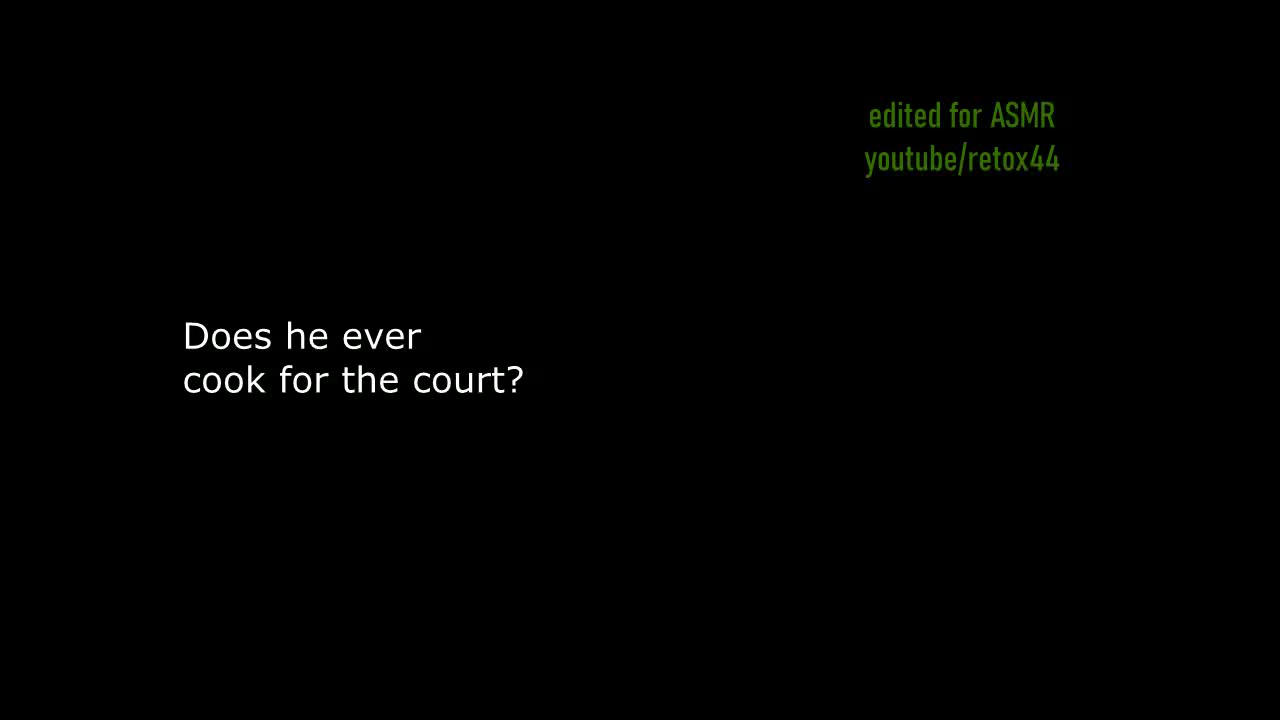 edited for ASMR
youtube/retox44
Does he ever
cook for the court?